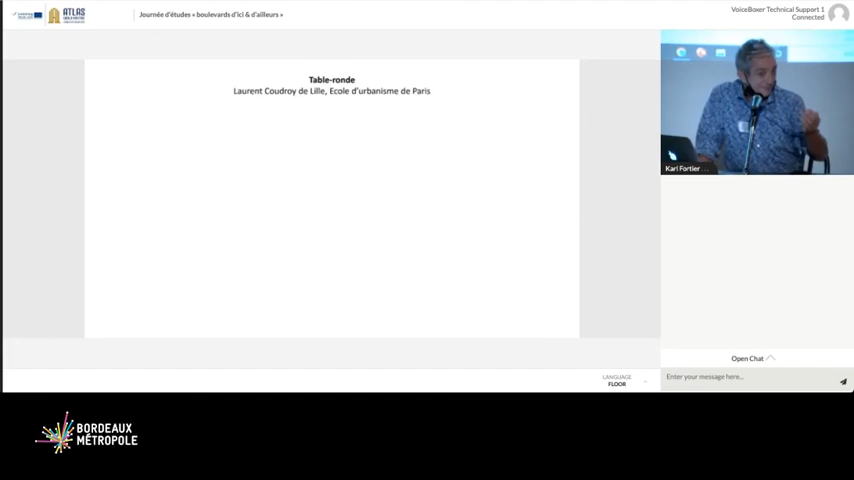 ATLAS
Journée d'études « boulevards d'ici & d'ailleurs »
VoiceBoxer Technical Support 1
Connected
Table-ronde
Laurent Coudroy de Lille, Ecole d'urbanisme de Paris
Karl Fortier ...
Open Chat
Enter your message here...
LANGUAGE
FLOOR
BORDEAUX
MÉTROPOLE